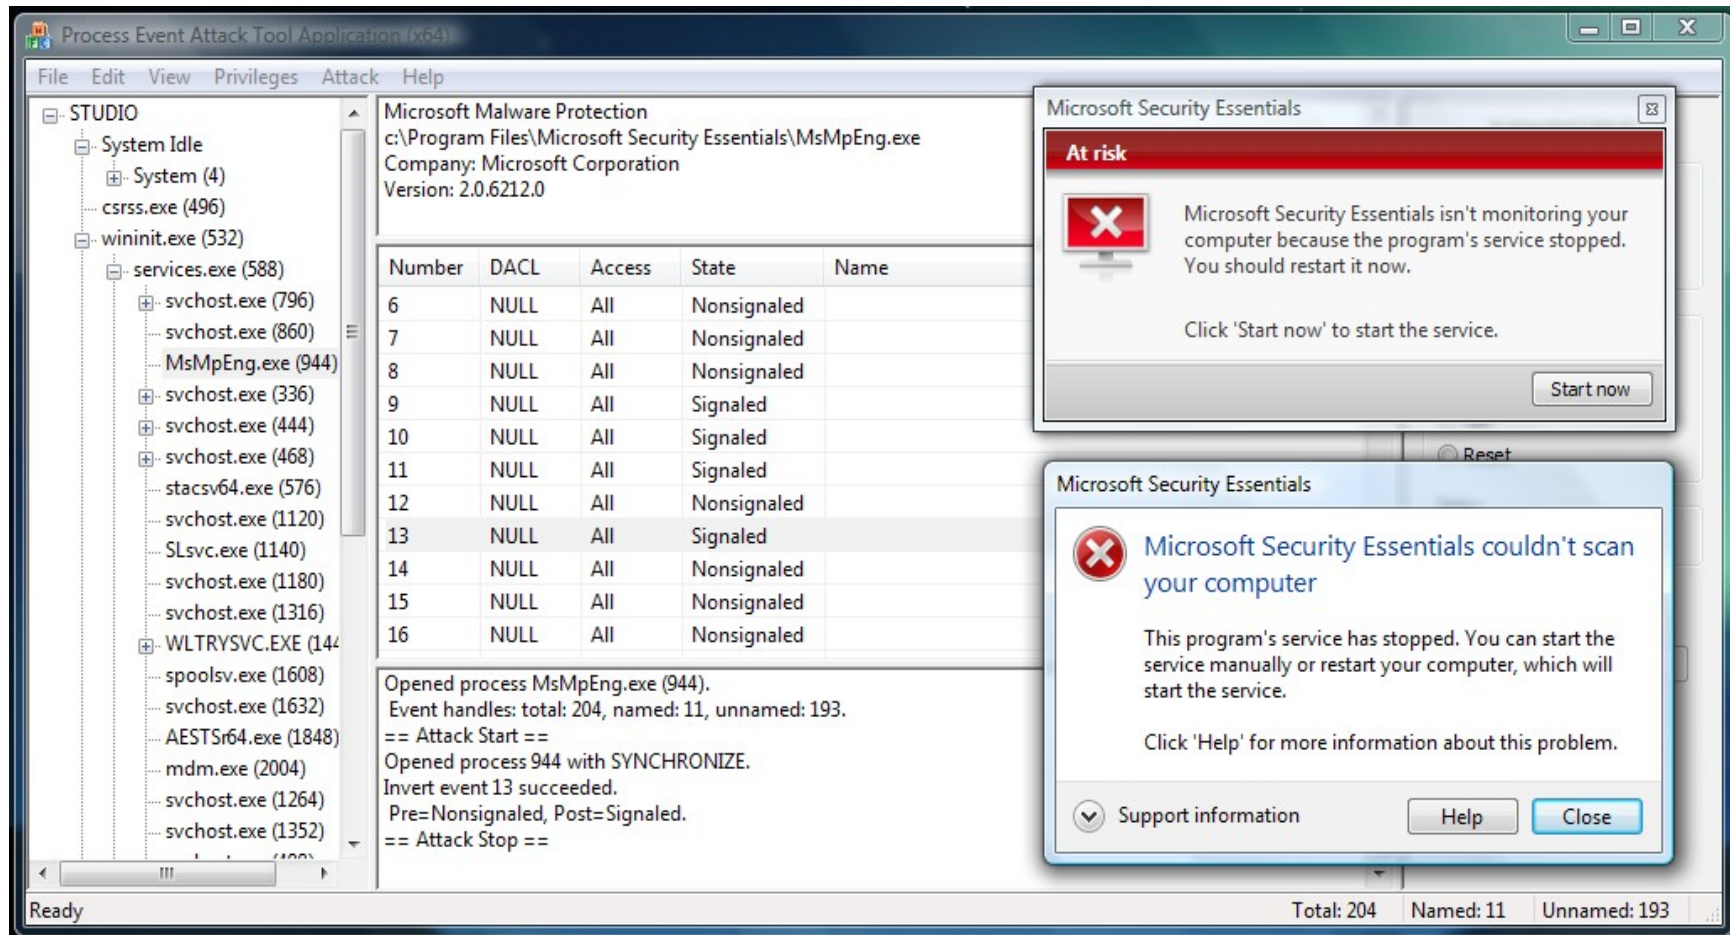 Process Event Attack Tool Application (x64)
File Edit View Privileges Attack Help
STUDIO
System Idle
System (4)
csrss.exe (496)
wininit.exe (532)
services.exe (588)
svchost.exe (796)
svchost.exe (860)
MsMpEng.exe (944)
svchost.exe (336)
svchost.exe (444)
svchost.exe (468)
stacsv64.exe (576)
svchost.exe (1120)
SLsvc.exe (1140)
svchost.exe (1180)
svchost.exe (1316)
WLTRYSVC.EXE (144
spoolsv.exe (1608)
svchost.exe (1632)
AESTSr64.exe (1848)
mdm.exe (2004)
svchost.exe (1264)
svchost.exe (1352)
Microsoft Malware Protection
c:\Program Files\Microsoft Security Essentials\MsMpEng.exe
Company: Microsoft Corporation
Version: 2.0.6212.0
Number DACL Access State Name
6 NULL All Nonsignaled
7 NULL All Nonsignaled
8 NULL All Nonsignaled
9 NULL All Signaled
10 NULL All Signaled
11 NULL All Signaled
12 NULL All Nonsignaled
13 NULL All Signaled
14 NULL All Nonsignaled
15 NULL All Nonsignaled
16 NULL All Nonsignaled
Opened process MsMpEng.exe (944).
Event handles: total: 204, named: 11, unnamed: 193.
== Attack Start ==
Opened process 944 with SYNCHRONIZE.
Invert event 13 succeeded.
Pre=Nonsignaled, Post=Signaled.
== Attack Stop ==
Microsoft Security Essentials
At risk
Microsoft Security Essentials isn't monitoring your
computer because the program's service stopped.
You should restart it now.
Click 'Start now' to start the service.
Start now
Reset
Microsoft Security Essentials
Microsoft Security Essentials couldn't scan
your computer
This program's service has stopped. You can start the
service manually or restart your computer, which will
start the service.
Click 'Help' for more information about this problem.
Support information Help Close
Ready Total: 204 Named: 11 Unnamed: 193